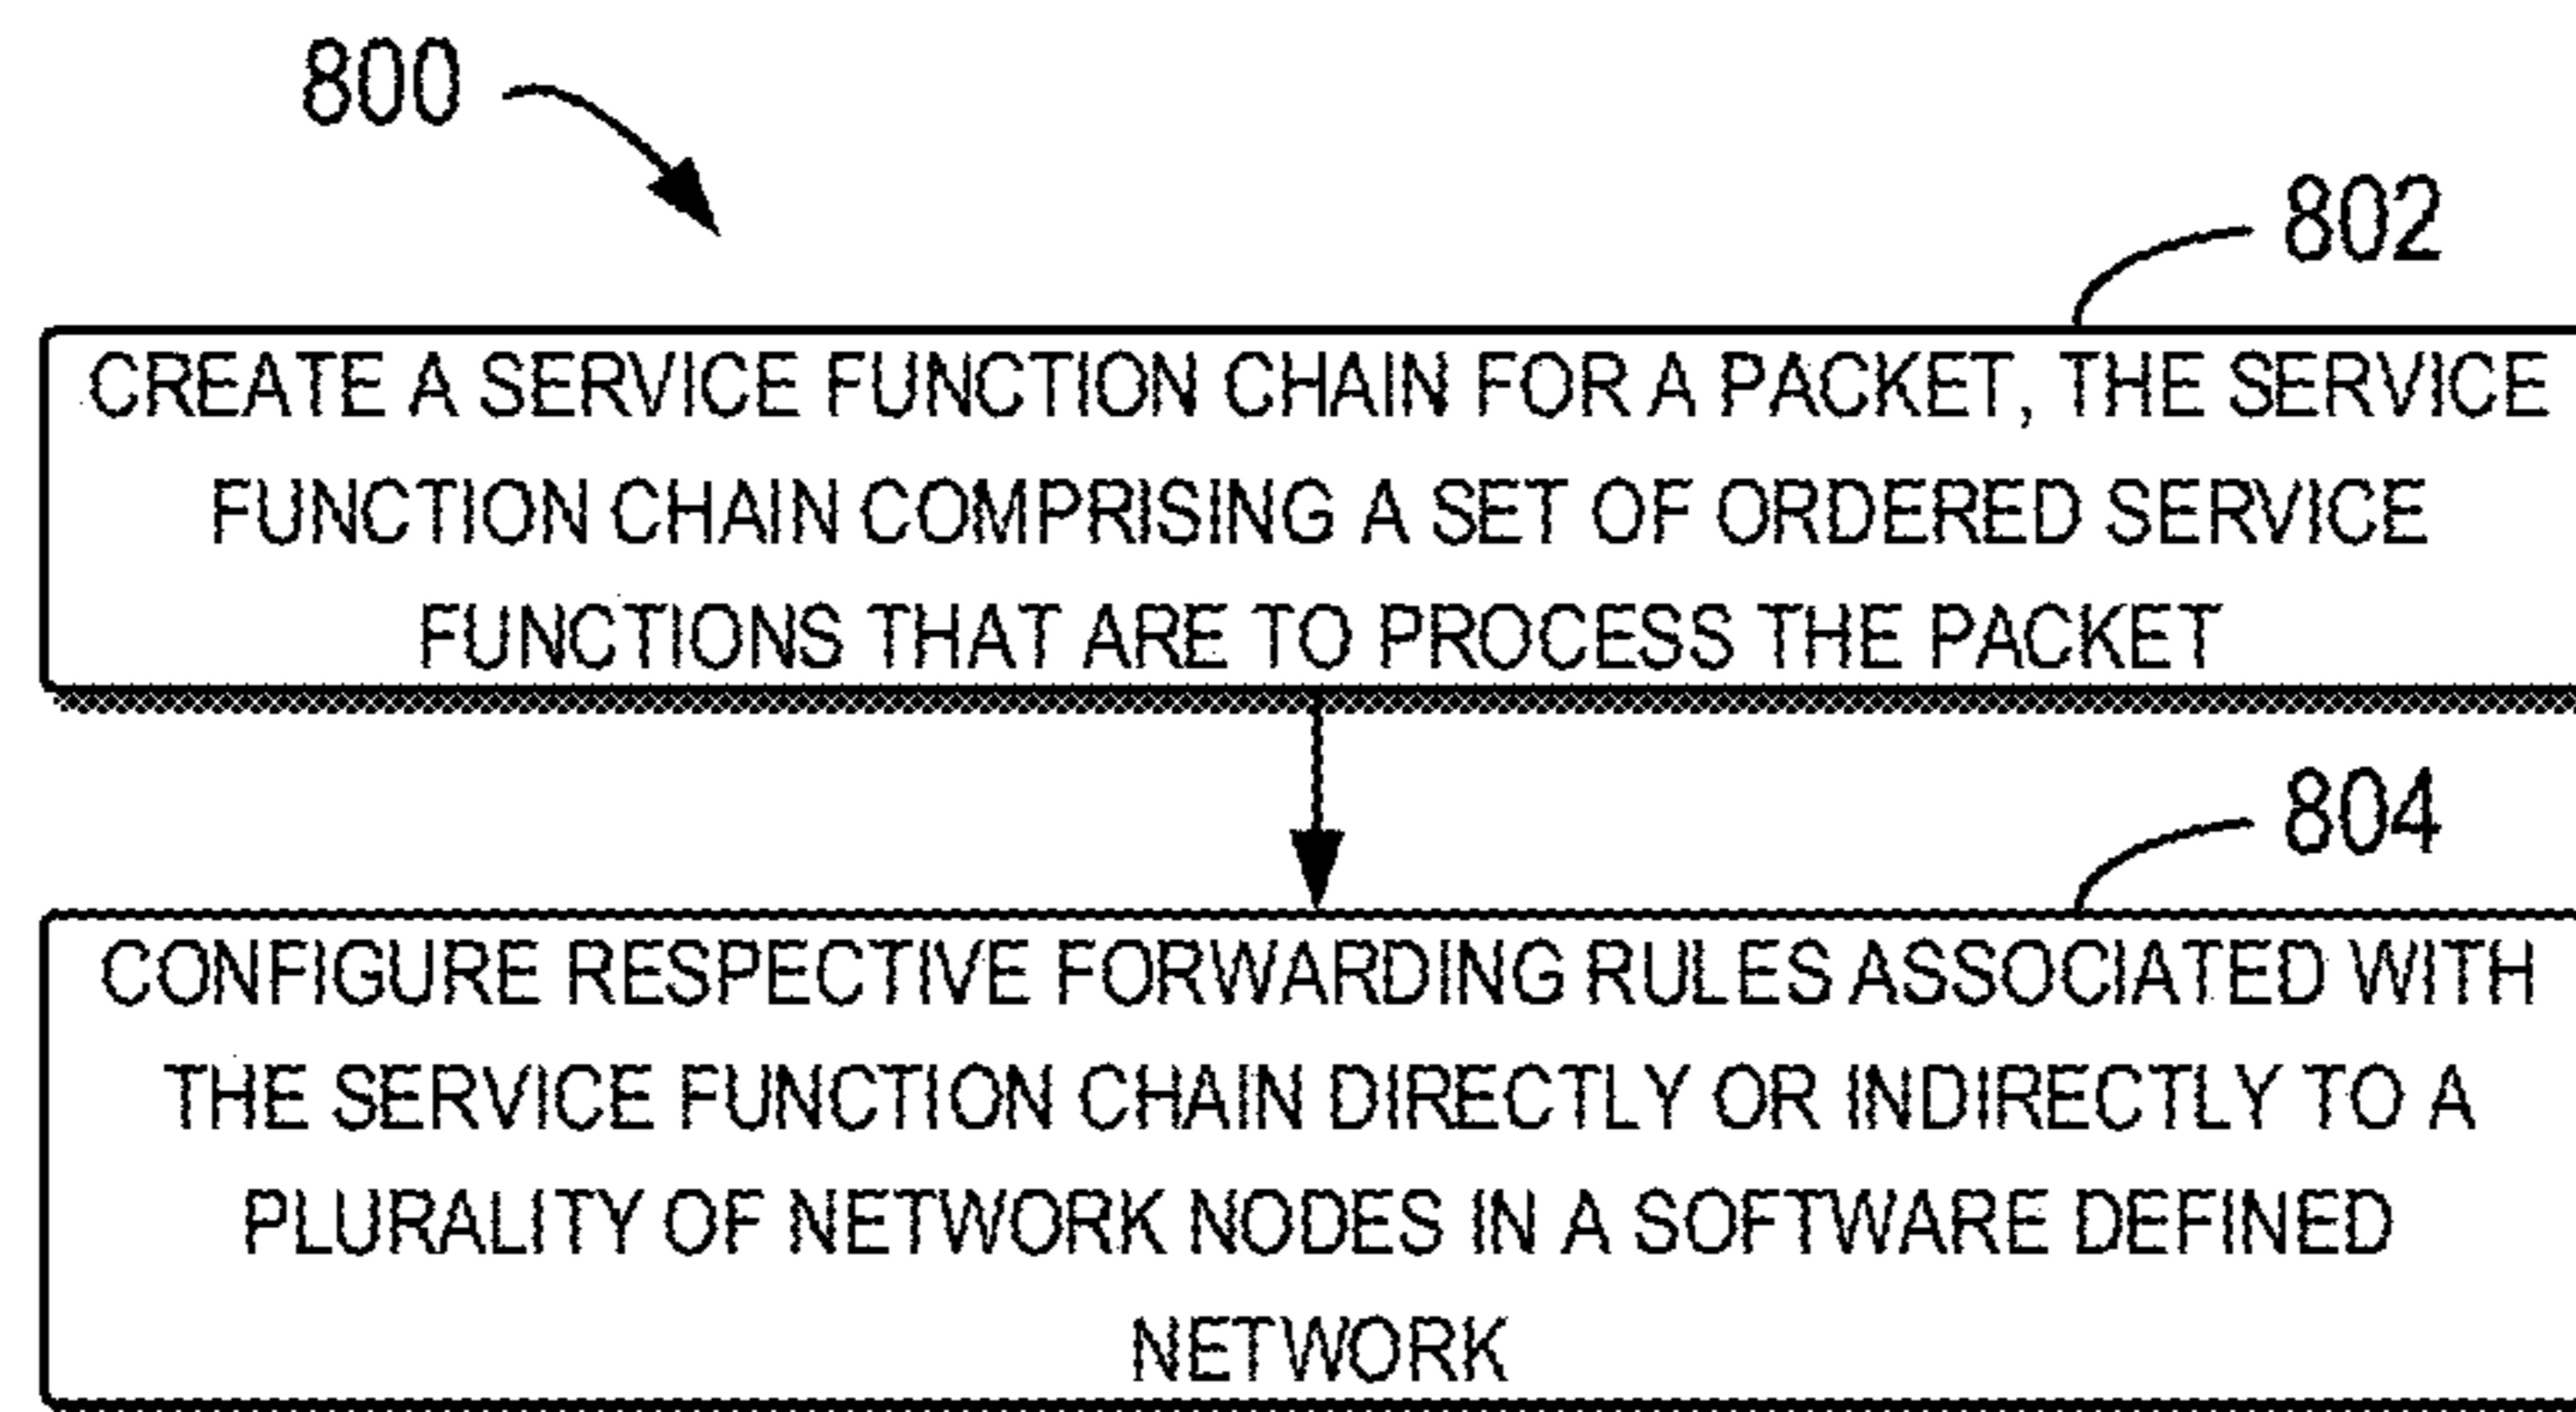 800
802
CREATE A SERVICE FUNCTION CHAIN FOR A PACKET, THE SERVICE
FUNCTION CHAIN COMPRISING A SET OF ORDERED SERVICE
FUNCTIONS THAT ARE TO PROCESS THE PACKET
804
CONFIGURE RESPECTIVE FORWARDING RULES ASSOCIATED WITH
THE SERVICE FUNCTION CHAIN DIRECTLY OR INDIRECTLY TO A
PLURALITY OF NETWORK NODES IN A SOFTWARE DEFINED
NETWORK